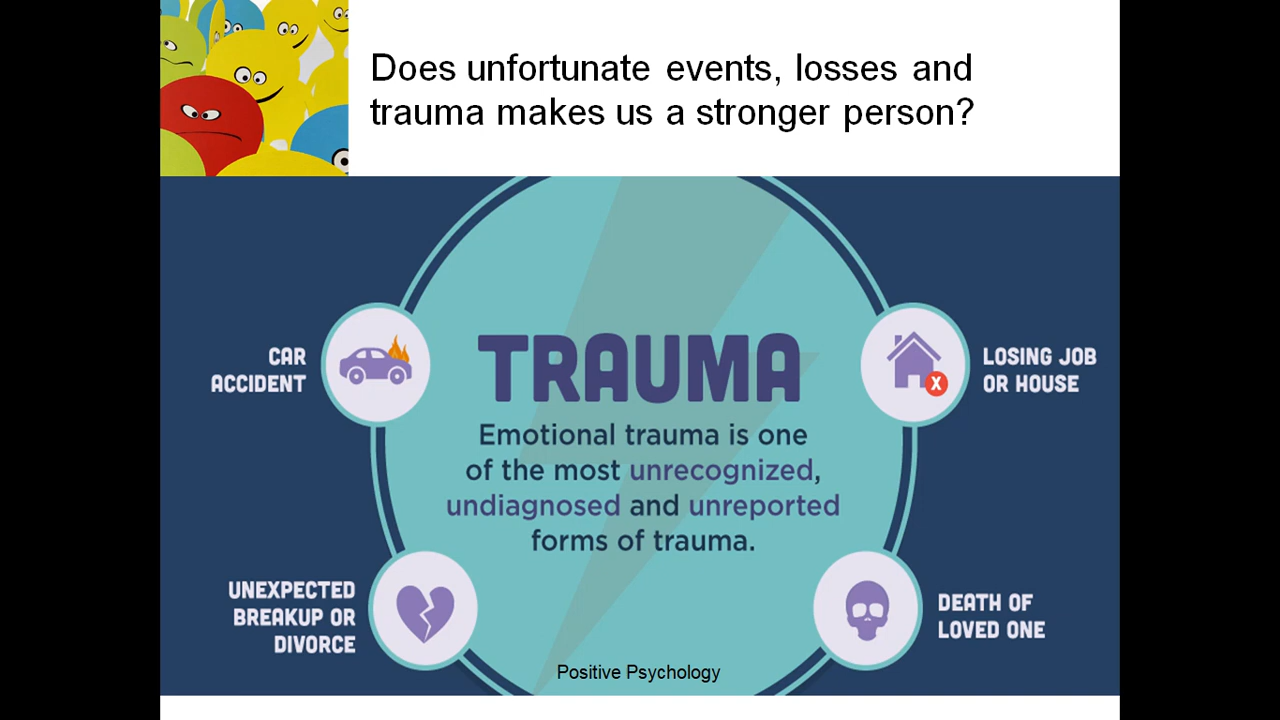 Does unfortunate events, losses and
trauma makes us a stronger person?
CAR
ACCIDENT
TRAUMA
Emotional trauma is one
of the most unrecognized,
undiagnosed and unreported
forms of trauma.
X
LOSING JOB
OR HOUSE
UNEXPECTED
BREAKUP OR
DIVORCE
DEATH OF
LOVED ONE
Positive Psychology